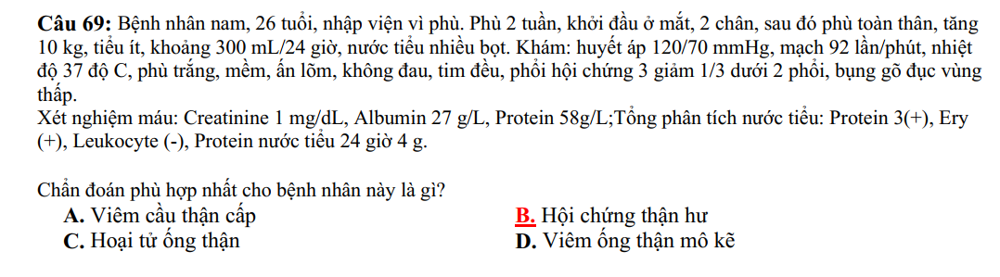 Câu 69: Bệnh nhân nam, 26 tuổi, nhập viện vì phù. Phù 2 tuần, khởi đầu ở mắt, 2 chân, sau đó phù toàn thân, tăng
10 kg, tiểu ít, khoảng 300 mL/24 giờ, nước tiểu nhiều bọt. Khám: huyết áp 120/70 mmHg, mạch 92 lần/phút, nhiệt
độ 37 độ C, phù trắng, mềm, ấn lõm, không đau, tim đều, phổi hội chứng 3 giảm 1/3 dưới 2 phổi, bụng gõ đục vùng
thấp.
Xét nghiệm máu: Creatinine 1 mg/dL, Albumin 27 g/L, Protein 58g/L;Tổng phân tích nước tiểu: Protein 3(+), Ery
(+), Leukocyte (-), Protein nước tiểu 24 giờ 4 g.
Chẩn đoán phù hợp nhất cho bệnh nhân này là gì?
A. Viêm cầu thận cấp
B. Hội chứng thận hư
C. Hoại tử ống thận
D. Viêm ống thận mô kẽ